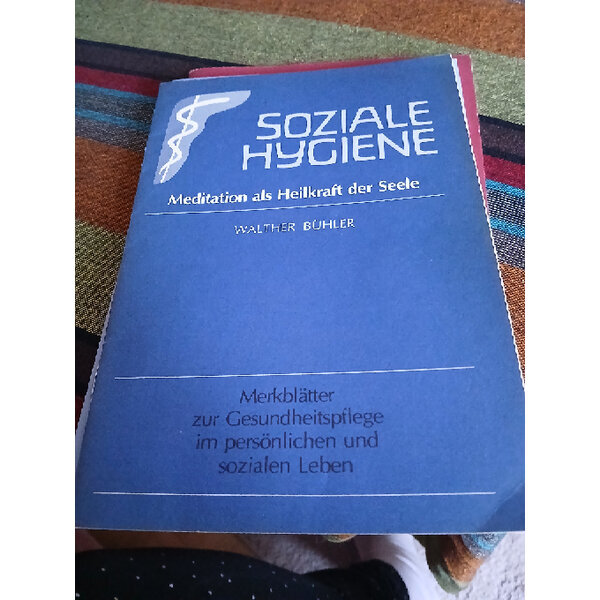 SOZIALE
HYGIENE
Meditation als Heilkraft der Seele
WALTHER BÜHLER
Merkblätter
zur Gesundheitspflege
im persönlichen und
sozialen Leben